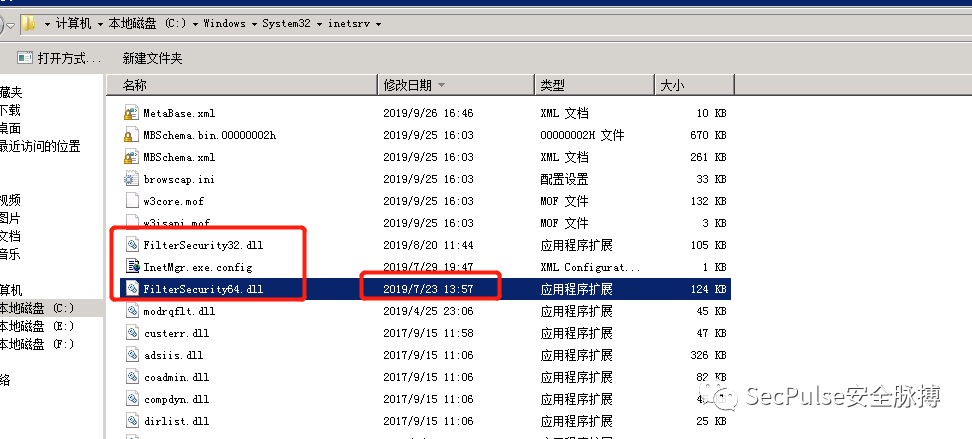 计算机 本地磁盘 (C:) Windows System32 inetsrv
打开方式... 新建文件夹
名称 修改日期 类型 大小
藏夹
下载
桌面
最近访问的位置
视频
图片
文档
音乐
算机
本地磁盘 (C:)
本地磁盘 (E:)
本地磁盘 (F:)
络
MetaBase.xml 2019/9/26 16:46 XML 文档 10 KB
MBSchema.bin.00000002h 2019/9/25 16:03 00000002H 文件 670 KB
MBSchema.xml 2019/9/25 16:03 XML 文档 261 KB
browscap.ini 2019/9/25 16:03 配置设置 33 KB
w3core.mof 2019/9/25 16:03 MOF 文件 132 KB
w3isapi.mof 2019/9/25 16:03 MOF 文件 3 KB
FilterSecurity32.dll 2019/8/20 11:44 应用程序扩展 105 KB
InetMgr.exe.config 2019/7/29 19:47 XML Configurat... 1 KB
FilterSecurity64.dll 2019/7/23 13:57 应用程序扩展 124 KB
modrqflt.dll 2019/4/25 23:06 应用程序扩展 45 KB
custerr.dll 2017/9/15 11:58 应用程序扩展 47 KB
adsiis.dll 2017/9/15 11:06 应用程序扩展 326 KB
coadmin.dll 2017/9/15 11:06 应用程序扩展 82 KB
compdyn.dll 2017/9/15 11:06 应用程序扩展 KB
dirlist.dll 2017/9/15 11:06 应用程序扩展 25 KB
SecPulse安全脉搏